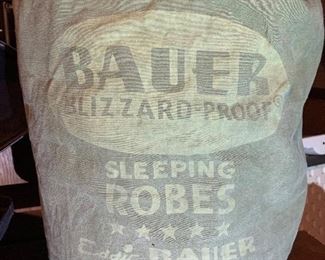 BAUER
BLIZZARD-PROOF®
SLEEPING
ROBES
Eddie BAUER